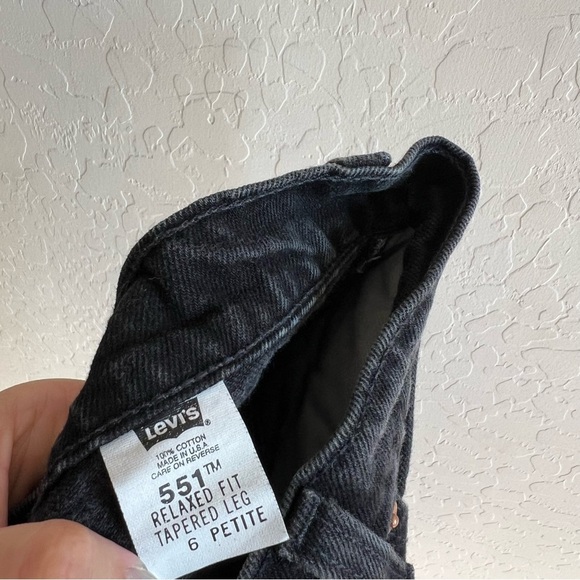 Levi's®
100% COTTON
MADE IN U.S.A.
CARE ON REVERSE
551™
RELAXED FIT
TAPERED LEG
6 PETITE